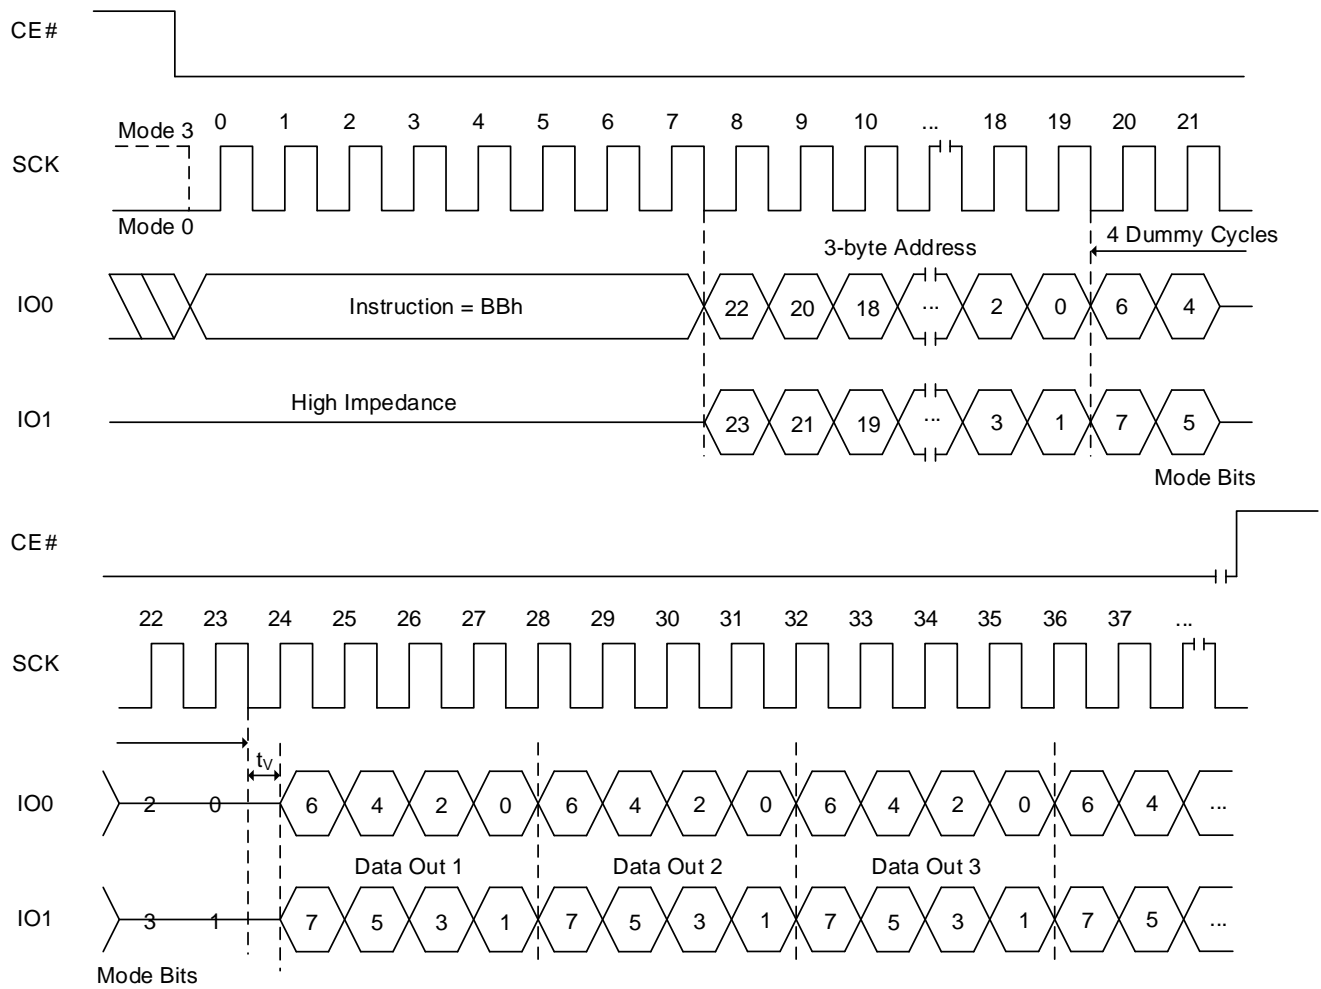 CE#
Mode 3 0 1 2 3 4 5 6 7 8 9 10 ... 18 19 20 21
SCK
Mode 0
3-byte Address 4 Dummy Cycles
IO0 Instruction = BBh 22 20 18 ... 2 0 6 4
High Impedance
IO1 23 21 19 ... 3 1 7 5
Mode Bits
CE#
22 23 24 25 26 27 28 29 30 31 32 33 34 35 36 37 ...
SCK
tV
IO0 2 0 6 4 2 0 6 4 2 0 6 4 2 0 6 4 ...
Data Out 1 Data Out 2 Data Out 3
IO1 3 1 7 5 3 1 7 5 3 1 7 5 3 1 7 5 ...
Mode Bits